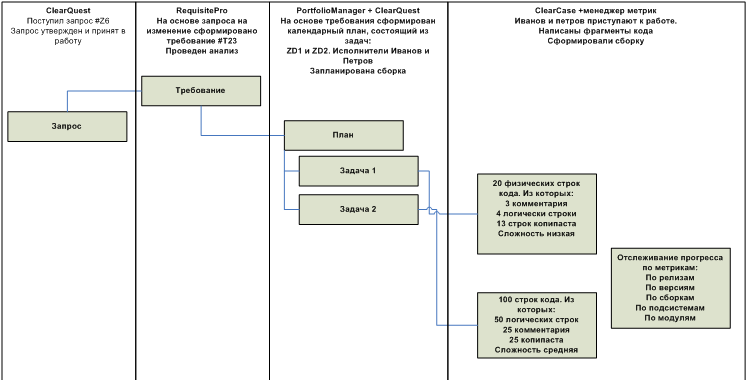 ClearQuest
Поступил запрос #Z6
Запрос утвержден и принят в
работу
RequisitePro
На основе запроса на
изменение сформировано
требование #T23
Проведен анализ
PortfolioManager + ClearQuest
На основе требования сформирован
календарный план, состоящий из
задач:
ZD1 и ZD2. Исполнители Иванов и
Петров
Запланирована сборка
ClearCase +менеджер метрик
Иванов и петров приступают к работе.
Написаны фрагменты кода
Сформировали сборку
Требование
Запрос
План
Задача 1
Задача 2
20 физических строк
кода. Из которых:
3 комментария
4 логически строки
13 строк копипаста
Сложность низкая
100 строк кода. Из
которых:
50 логических строк
25 комментария
25 копипаста
Сложность средняя
Отслеживание прогресса
по метрикам:
По релизам
По версиям
По сборкам
По подсистемам
По модулям